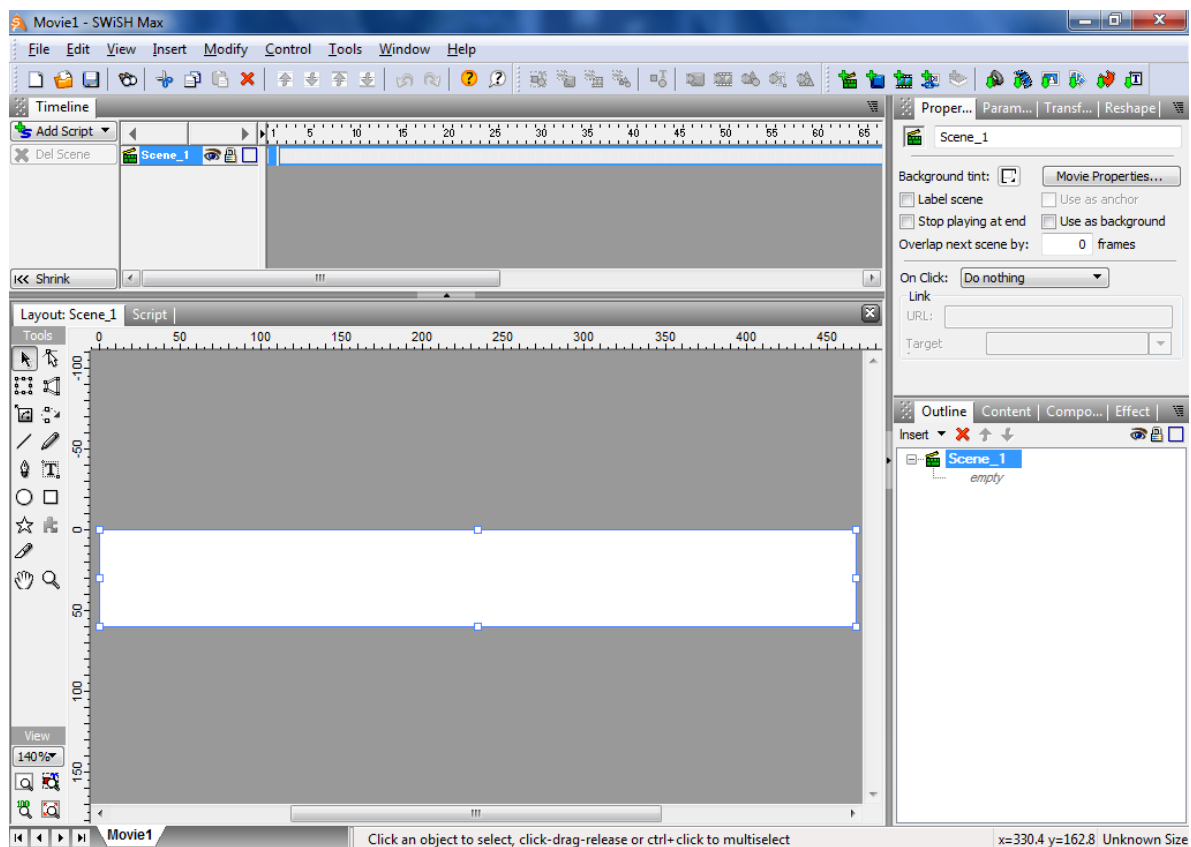 Movie1 - SWiSH Max
File Edit View Insert Modify Control Tools Window Help
Timeline
Add Script
1 5 10 15 20 25 30 35 40 45 50 55 60 65
Del Scene
Scene_1
Shrink
Layout: Scene_1 Script
Tools
0 50 100 150 200 250 300 350 400 450
-100
-50
0
50
100
150
View
140%
100
Movie1
Click an object to select, click-drag-release or ctrl+click to multiselect
x=330.4 y=162.8 Unknown Size
Proper... Param... Transf... Reshape
Scene_1
Background tint: Movie Properties...
Label scene Use as anchor
Stop playing at end Use as background
Overlap next scene by: 0 frames
On Click: Do nothing
Link
URL:
Target
Outline Content Compo... Effect
Insert
Scene_1
empty